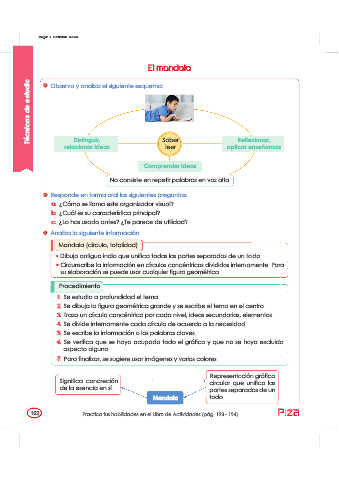 El mandala
Técnicas de estudio
Observa y analiza el siguiente esquema:
Distinguir,
relacionar ideas
Saber
leer
Reflexionar,
aplicar enseñanzas
Comprender ideas
No consiste en repetir palabras en voz alta
Responde en forma oral las siguientes preguntas:
a. ¿Cómo se llama este organizador visual?
b. ¿Cuál es su característica principal?
c. ¿Lo has usado antes? ¿Te parece de utilidad?
Analiza la siguiente información:
Mandala (círculo, totalidad)
• Dibujo antiguo indio que unifica todas las partes separadas de un todo
• Circunscribe la información en círculos concéntricos divididos internamente. Para
su elaboración se puede usar cualquier figura geométrica
Procedimiento
1. Se estudia a profundidad el tema
2. Se dibuja la figura geométrica grande y se escribe el tema en el centro
3. Traza un círculo concéntrico por cada nivel, ideas secundarias, elementos
4. Se divide internamente cada círculo de acuerdo a la necesidad
5. Se escribe la información o las palabras claves
6. Se verifica que se haya ocupado todo el gráfico y que no se haya excluido
aspecto alguno
7. Para finalizar, se sugiere usar imágenes y varios colores
Significa: concreción
de la esencia en sí
Mandala
Representación gráfica
circular que unifica las
partes separadas de un
todo
Practica tus habilidades en el Libro de Actividades (pág. 193 - 194)